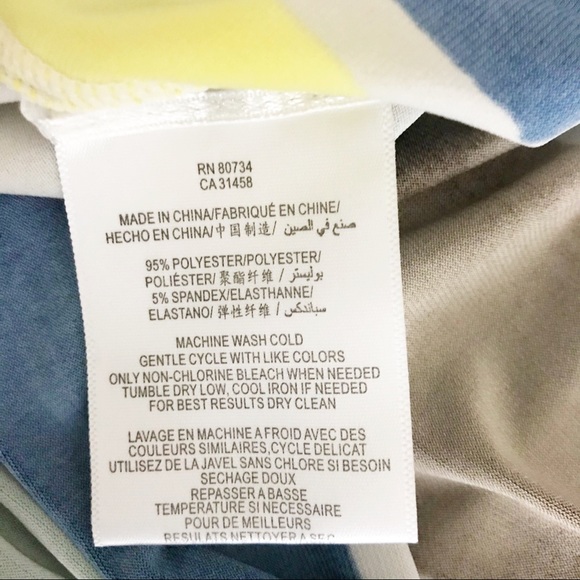 RN 80734
CA 31458
MADE IN CHINA/FABRIQUÉ EN CHINE/
HECHO EN CHINA/中国制造/ صنع في الصين
95% POLYESTER/POLYESTER/
POLIÉSTER/聚酯纤维 / بوليستر/
5% SPANDEX/ELASTHANNE/
ELASTANO/ 弹性纤维 / سباندكس
MACHINE WASH COLD
GENTLE CYCLE WITH LIKE COLORS
ONLY NON-CHLORINE BLEACH WHEN NEEDED
TUMBLE DRY LOW, COOL IRON IF NEEDED
FOR BEST RESULTS DRY CLEAN
LAVAGE EN MACHINE A FROID AVEC DES
COULEURS SIMILAIRES,CYCLE DELICAT
UTILISEZ DE LA JAVEL SANS CHLORE SI BESOIN
SECHAGE DOUX
REPASSER A BASSE
TEMPERATURE SI NECESSAIRE
POUR DE MEILLEURS
RESULATS NETTOYER A SEC